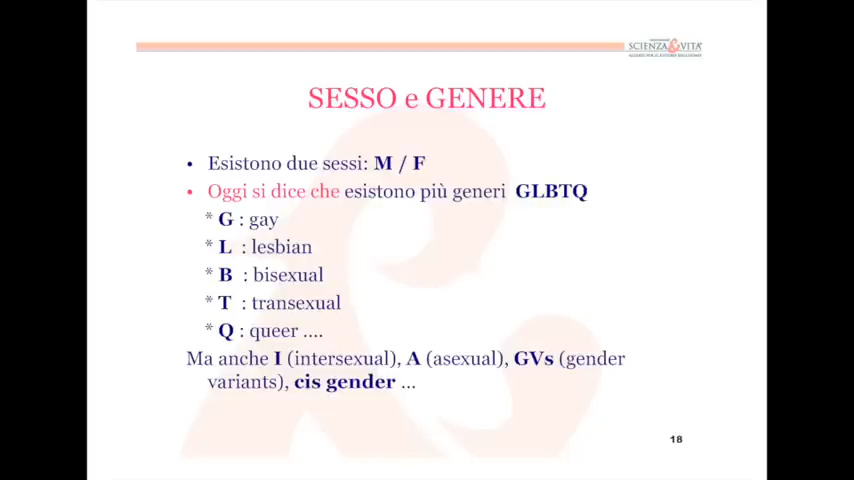 SCIENZA&VITA
SESSO e GENERE
• Esistono due sessi: M / F
• Oggi si dice che esistono più generi GLBTQ
* G : gay
* L : lesbian
* B : bisexual
* T : transexual
* Q : queer ....
Ma anche I (intersexual), A (asexual), GVs (gender
variants), cis gender ...
18